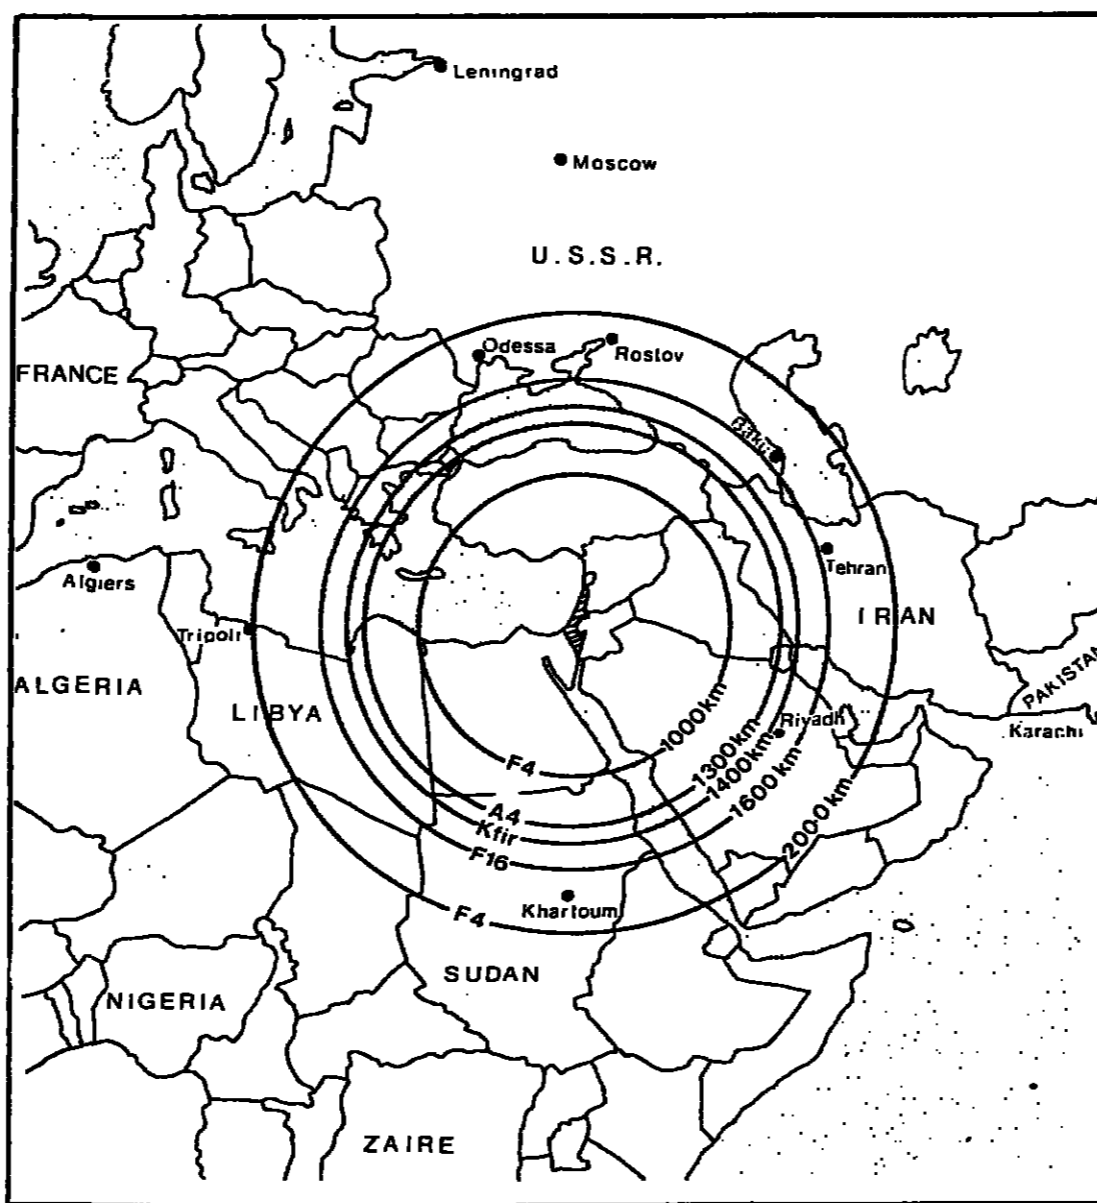 Leningrad
Moscow
U.S.S.R.
Odessa
Roslov
FRANCE
Baku
Tehran
Algiers
IRAN
Tripoli
PAKISTAN
ALGERIA
LIBYA
Riyadh
Karachi
1000km
F4
1300km
1400km
1600km
2000km
A4
Kfir
F16
F4
Khartoum
SUDAN
NIGERIA
ZAIRE